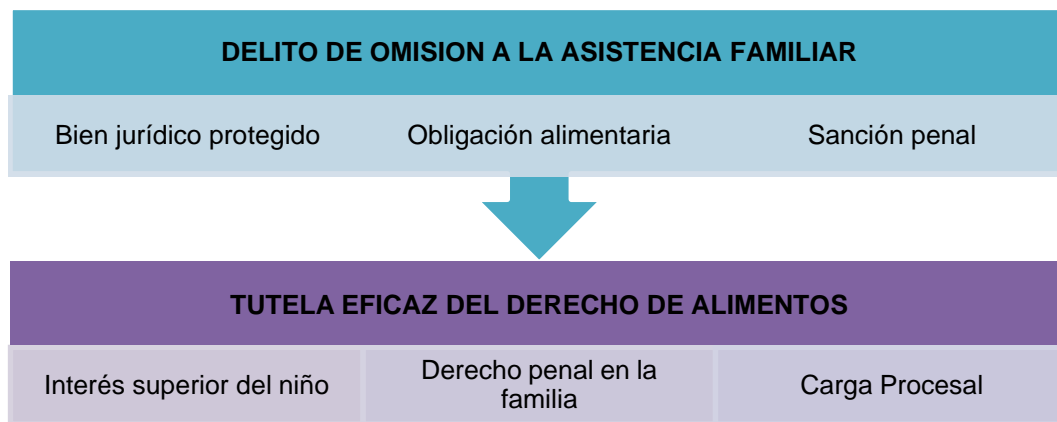 DELITO DE OMISION A LA ASISTENCIA FAMILIAR
Bien jurídico protegido
Obligación alimentaria
Sanción penal
TUTELA EFICAZ DEL DERECHO DE ALIMENTOS
Interés superior del niño
Derecho penal en la
familia
Carga Procesal